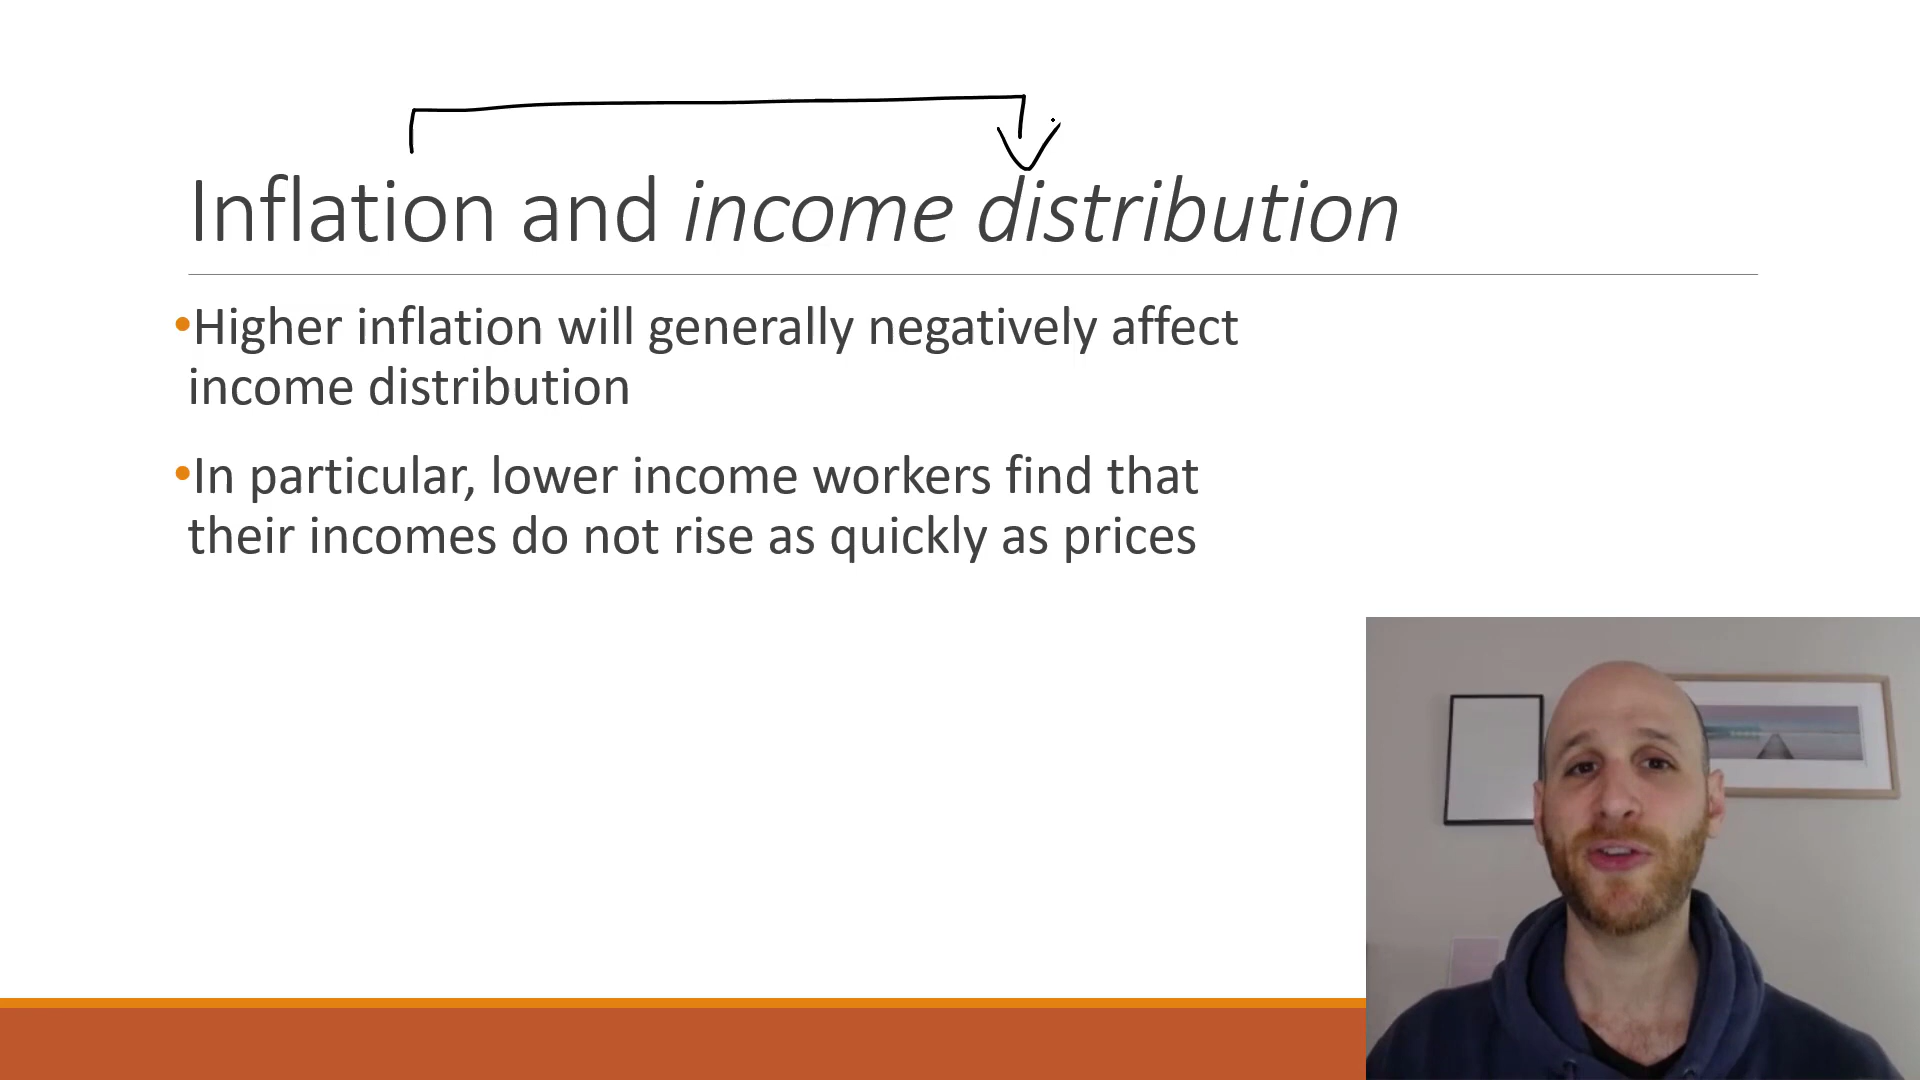 Inflation and income distribution
•Higher inflation will generally negatively affect
income distribution
•In particular, lower income workers find that
their incomes do not rise as quickly as prices